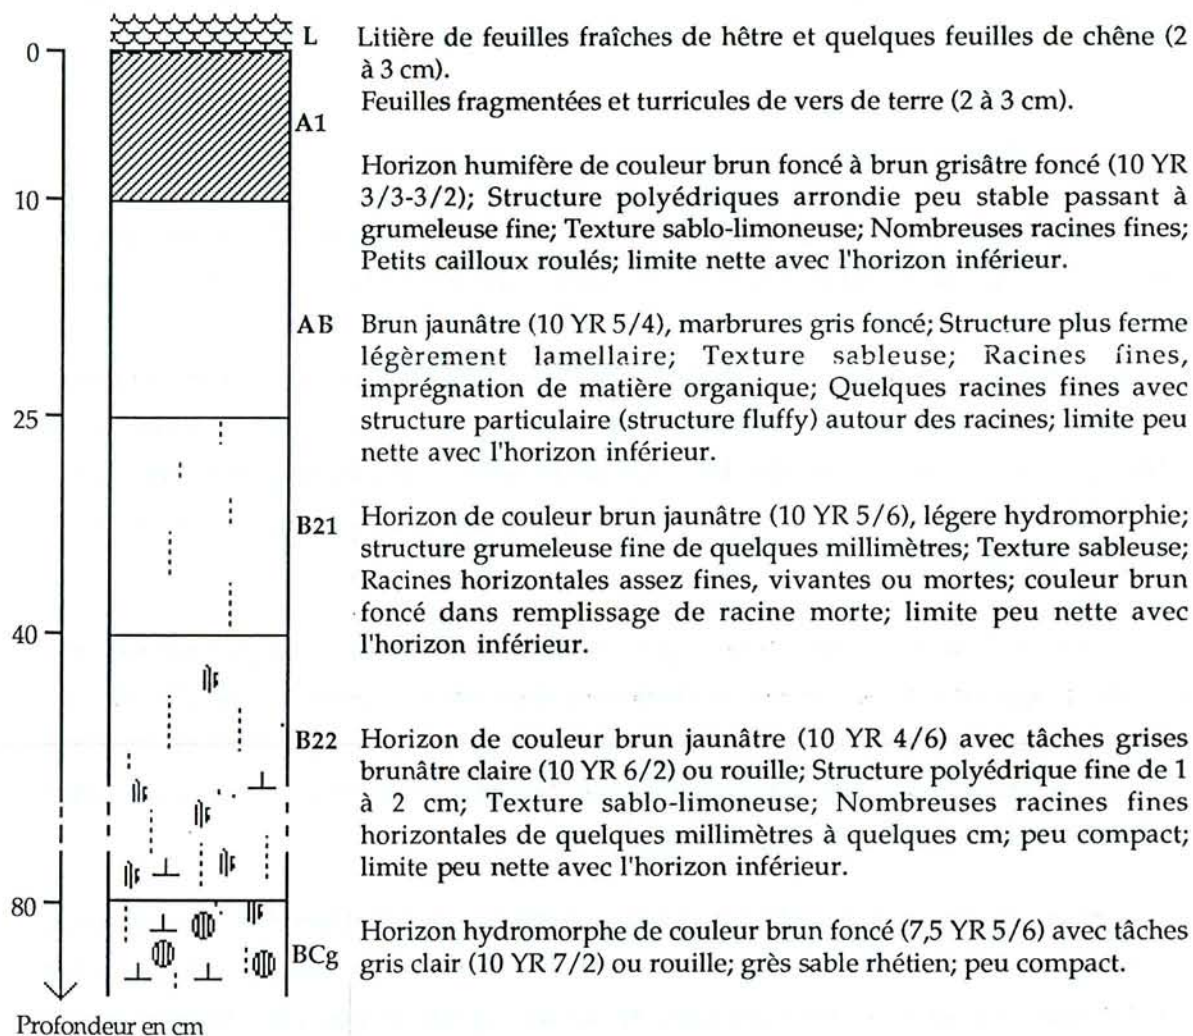 L Litière de feuilles fraîches de hêtre et quelques feuilles de chêne (2
0
à 3 cm).
Feuilles fragmentées et turricules de vers de terre (2 à 3 cm).
A1
Horizon humifère de couleur brun foncé à brun grisâtre foncé (10 YR
10
3/3-3/2); Structure polyédriques arrondie peu stable passant à
grumeleuse fine; Texture sablo-limoneuse; Nombreuses racines fines;
Petits cailloux roulés; limite nette avec l'horizon inférieur.
AB Brun jaunâtre (10 YR 5/4), marbrures gris foncé; Structure plus ferme
légèrement lamellaire; Texture sableuse; Racines fines,
imprégnation de matière organique; Quelques racines fines avec
25
structure particulaire (structure fluffy) autour des racines; limite peu
nette avec l'horizon inférieur.
B21 Horizon de couleur brun jaunâtre (10 YR 5/6), légere hydromorphie;
structure grumeleuse fine de quelques millimètres; Texture sableuse;
Racines horizontales assez fines, vivantes ou mortes; couleur brun
foncé dans remplissage de racine morte; limite peu nette avec
40
l'horizon inférieur.
B22 Horizon de couleur brun jaunâtre (10 YR 4/6) avec tâches grises
brunâtre claire (10 YR 6/2) ou rouille; Structure polyédrique fine de 1
à 2 cm; Texture sablo-limoneuse; Nombreuses racines fines
horizontales de quelques millimètres à quelques cm; peu compact;
limite peu nette avec l'horizon inférieur.
80
Horizon hydromorphe de couleur brun foncé (7,5 YR 5/6) avec tâches
BCg gris clair (10 YR 7/2) ou rouille; grès sable rhétien; peu compact.
Profondeur en cm